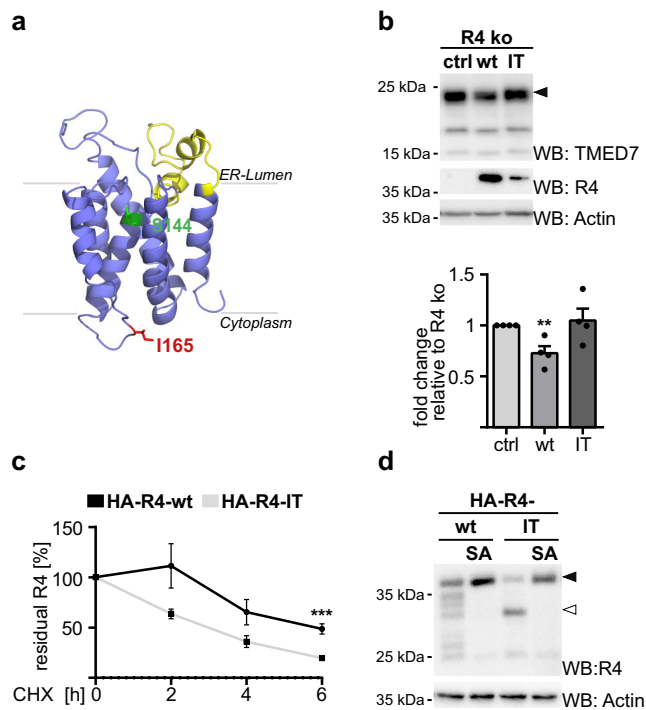 a
ER-Lumen
S144
Cytoplasm
I165
b
R4 ko
ctrl wt IT
25 kDa
15 kDa
WB: TMED7
35 kDa
WB: R4
35 kDa
WB: Actin
fold change
relative to R4 ko
1.5
1
0.5
**
ctrl wt IT
c
HA-R4-wt HA-R4-IT
residual R4 [%]
150
100
50
***
CHX [h] 0 2 4 6
d
HA-R4-
wt IT
SA SA
35 kDa
25 kDa
WB:R4
35 kDa
WB: Actin